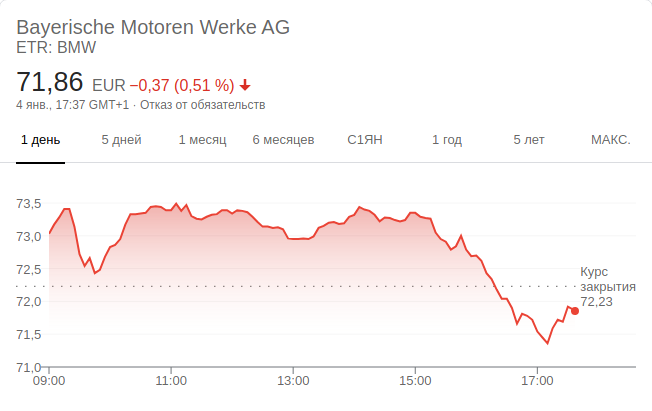 Bayerische Motoren Werke AG
ETR: BMW
71,86 EUR −0,37 (0,51 %)
4 янв., 17:37 GMT+1 · Отказ от обязательств
1 день 5 дней 1 месяц 6 месяцев С1ЯН 1 год 5 лет МАКС.
73,5
73,0
72,5
72,0
71,5
71,0
Курс
закрытия
72,23
09:00 11:00 13:00 15:00 17:00